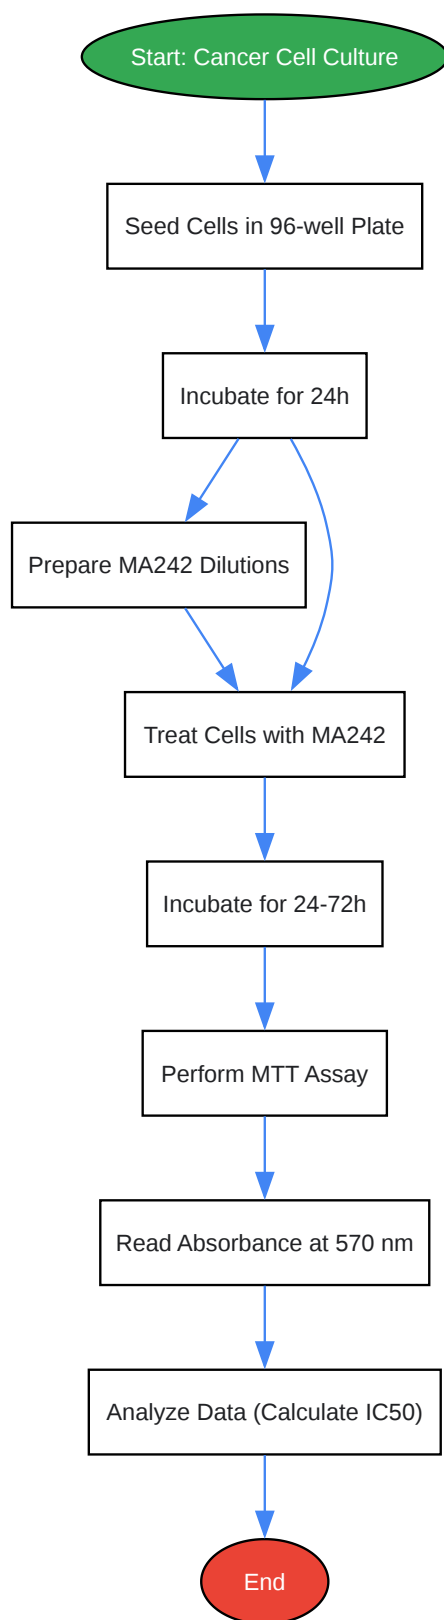 Start: Cancer Cell Culture
Seed Cells in 96-well Plate
Incubate for 24h
Prepare MA242 Dilutions
Treat Cells with MA242
Incubate for 24-72h
Perform MTT Assay
Read Absorbance at 570 nm
Analyze Data (Calculate IC50)
End